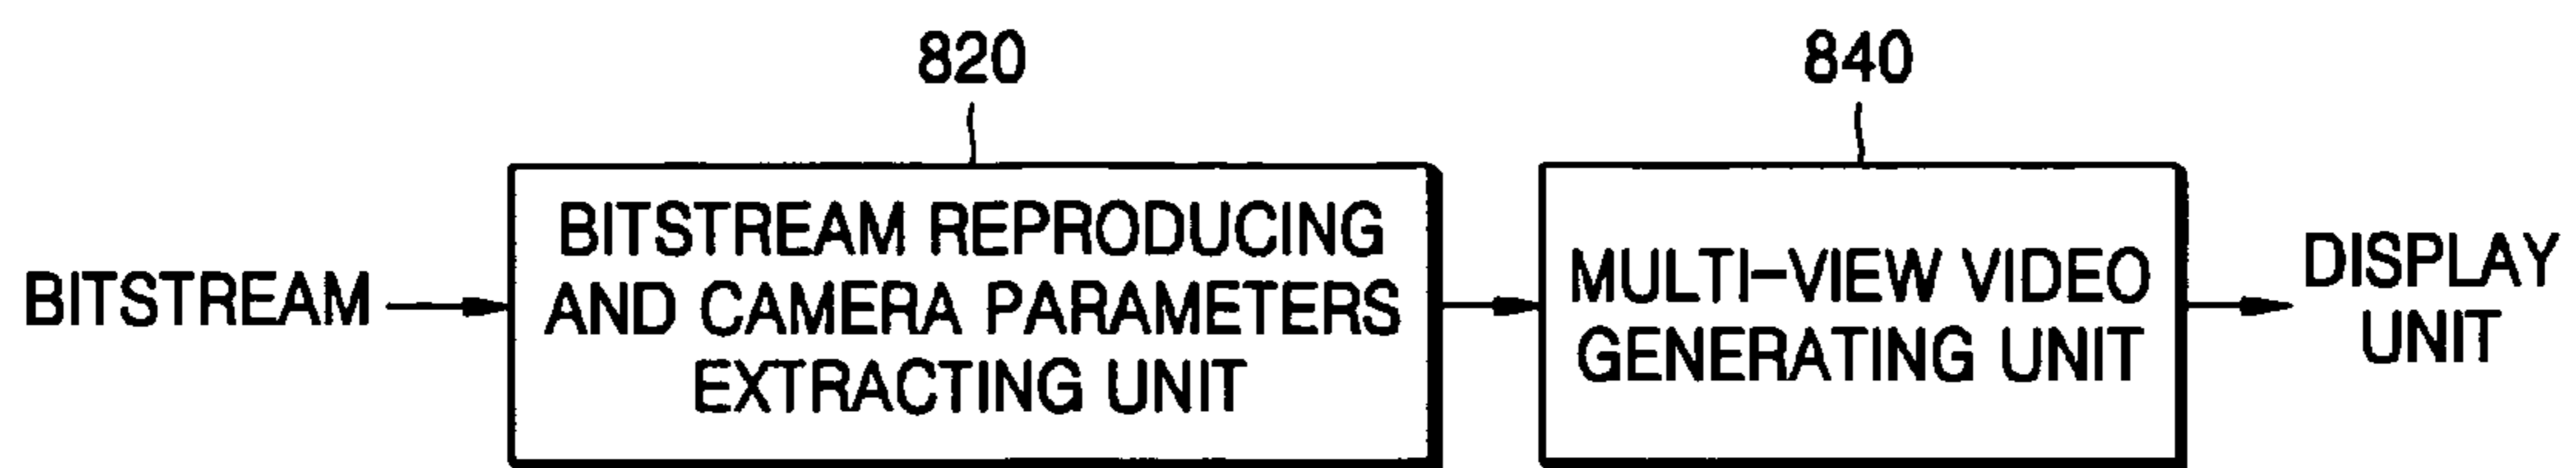 820
840
BITSTREAM
BITSTREAM REPRODUCING
AND CAMERA PARAMETERS
EXTRACTING UNIT
MULTI-VIEW VIDEO
GENERATING UNIT
DISPLAY
UNIT